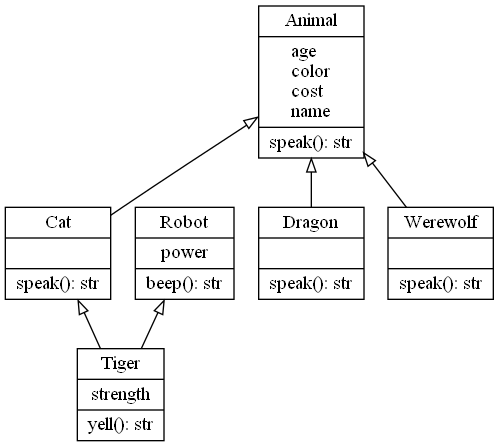 Animal
age
color
cost
name
speak(): str
Cat
speak(): str
Robot
power
beep(): str
Dragon
speak(): str
Werewolf
speak(): str
Tiger
strength
yell(): str